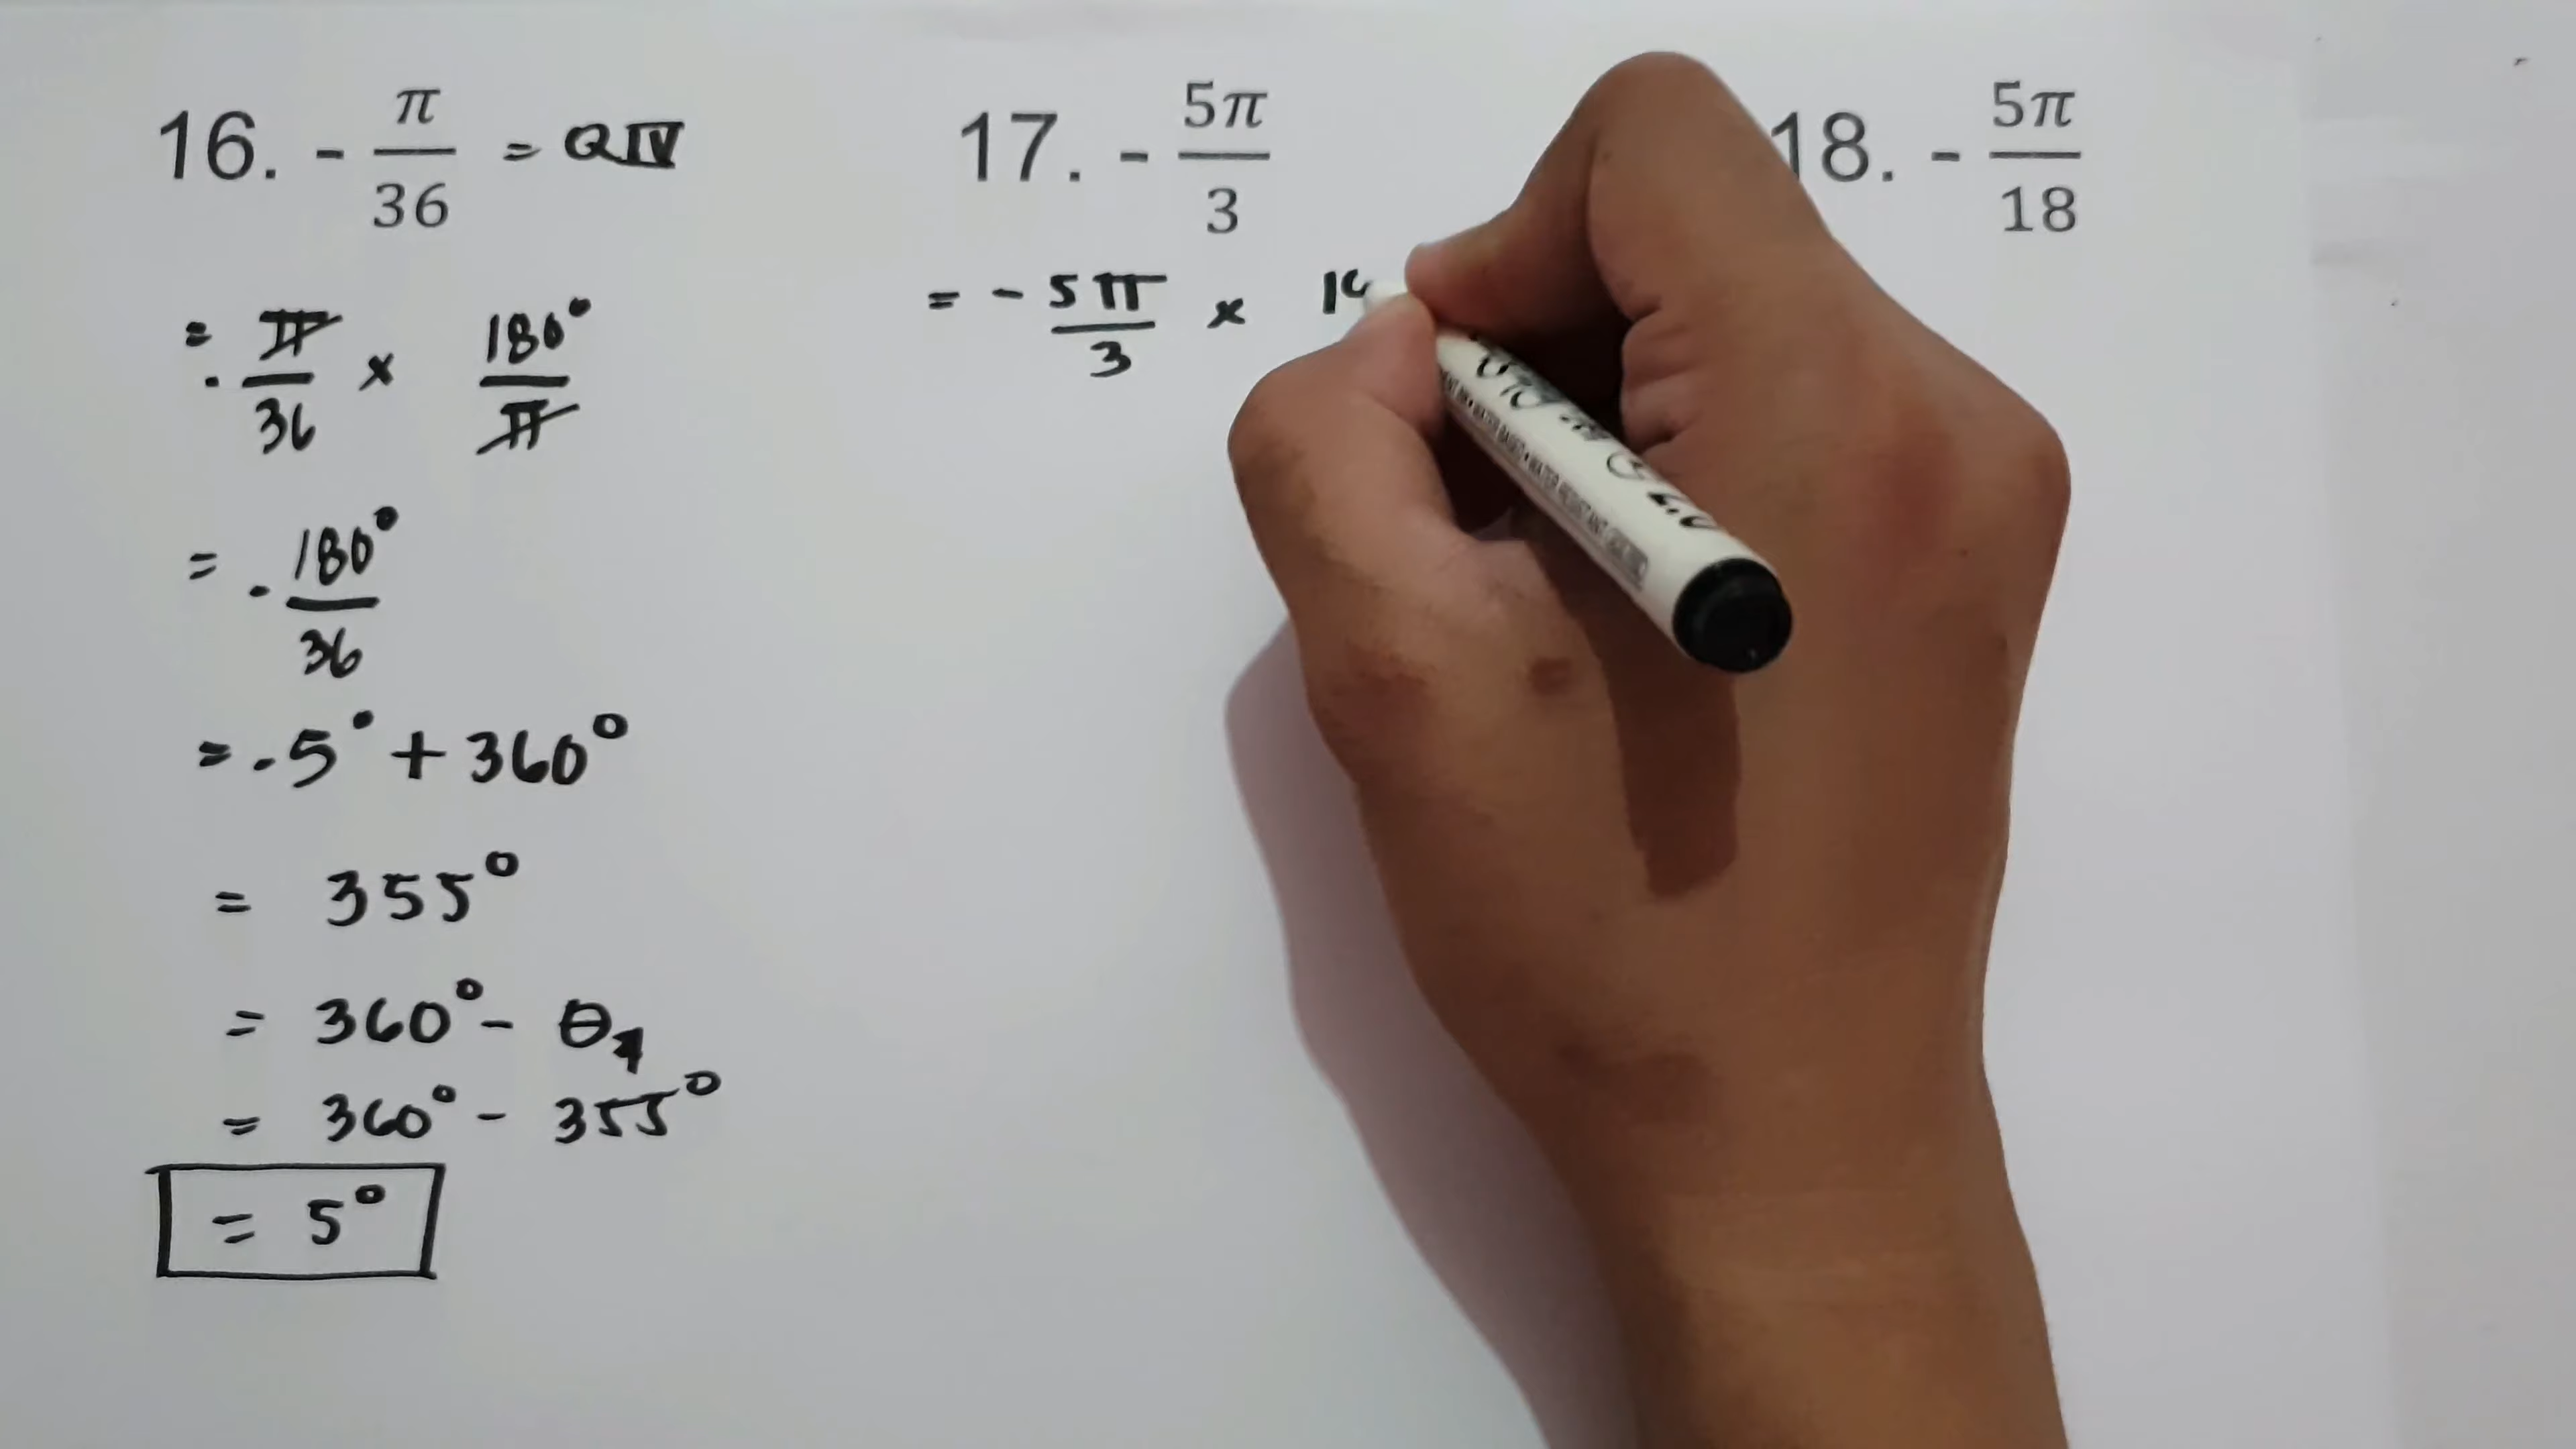 16. - π/36 = QIV
= - π/36 x 180°/π
= - 180°/36
= -5° + 360°
= 355°
= 360° - θ
= 360° - 355°
= 5°
17. - 5π/3
= - 5π/3 x
18. - 5π/18